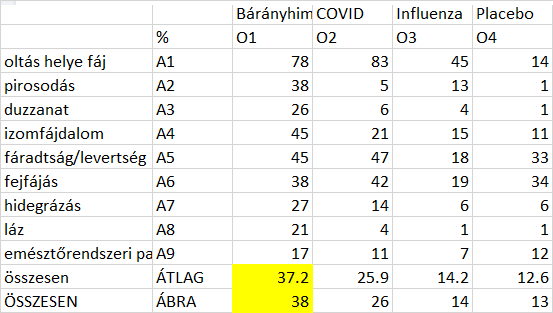 Bárányhim COVID Influenza Placebo
% O1 O2 O3 O4
oltás helye fáj A1 78 83 45 14
pirosodás A2 38 5 13 1
duzzanat A3 26 6 4 1
izomfájdalom A4 45 21 15 11
fáradtság/levertség A5 45 47 18 33
fejfájás A6 38 42 19 34
hidegrázás A7 27 14 6 6
láz A8 21 4 1 1
emésztőrendszeri pa A9 17 11 7 12
összesen ÁTLAG 37.2 25.9 14.2 12.6
ÖSSZESEN ÁBRA 38 26 14 13